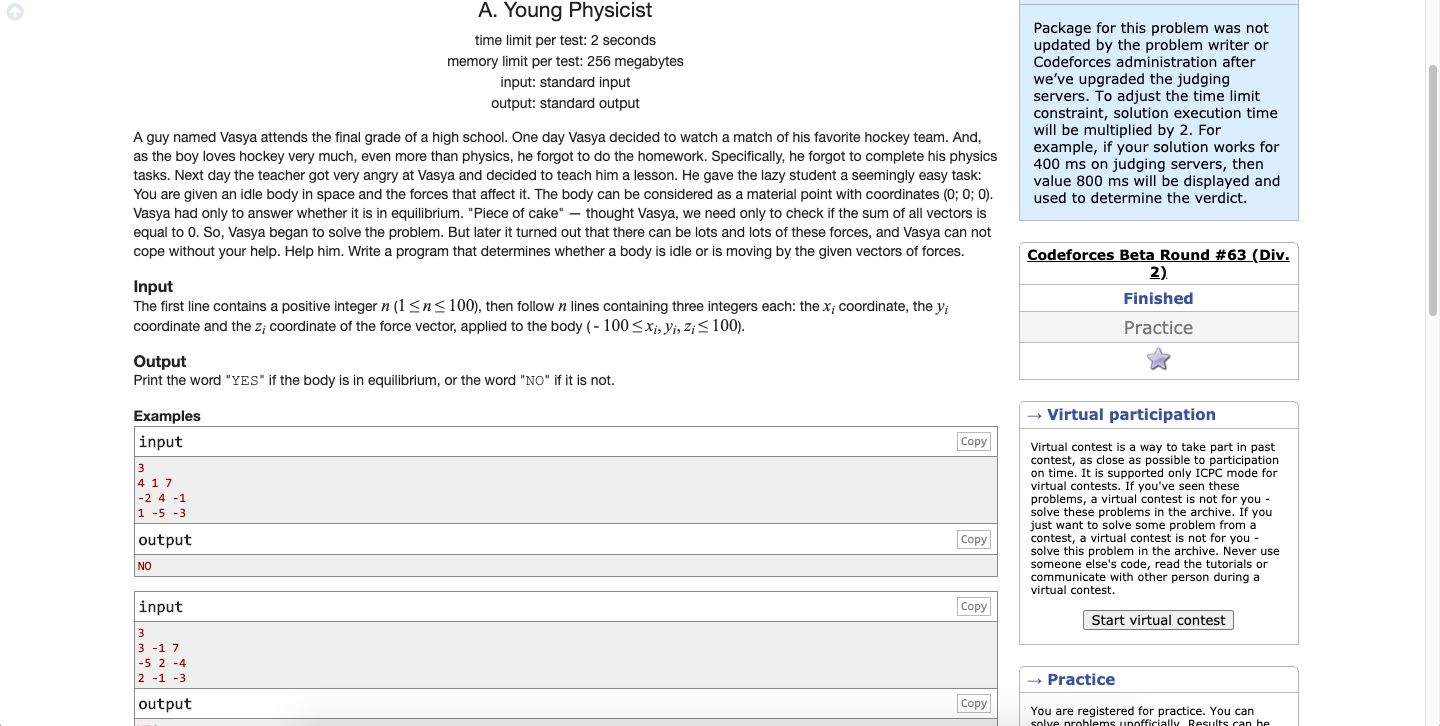 A. Young Physicist
time limit per test: 2 seconds
memory limit per test: 256 megabytes
input: standard input
output: standard output
A guy named Vasya attends the final grade of a high school. One day Vasya decided to watch a match of his favorite hockey team. And,
as the boy loves hockey very much, even more than physics, he forgot to do the homework. Specifically, he forgot to complete his physics
tasks. Next day the teacher got very angry at Vasya and decided to teach him a lesson. He gave the lazy student a seemingly easy task:
You are given an idle body in space and the forces that affect it. The body can be considered as a material point with coordinates (0; 0; 0).
Vasya had only to answer whether it is in equilibrium. "Piece of cake" — thought Vasya, we need only to check if the sum of all vectors is
equal to 0. So, Vasya began to solve the problem. But later it turned out that there can be lots and lots of these forces, and Vasya can not
cope without your help. Help him. Write a program that determines whether a body is idle or is moving by the given vectors of forces.
Input
The first line contains a positive integer n (1 ≤ n ≤ 100), then follow n lines containing three integers each: the xi coordinate, the yi
coordinate and the zi coordinate of the force vector, applied to the body ( - 100 ≤ xi, yi, zi ≤ 100).
Output
Print the word "YES" if the body is in equilibrium, or the word "NO" if it is not.
Examples
input
Copy
3
4 1 7
-2 4 -1
1 -5 -3
output
Copy
NO
input
Copy
3
3 -1 7
-5 2 -4
2 -1 -3
output
Copy
Package for this problem was not
updated by the problem writer or
Codeforces administration after
we've upgraded the judging
servers. To adjust the time limit
constraint, solution execution time
will be multiplied by 2. For
example, if your solution works for
400 ms on judging servers, then
value 800 ms will be displayed and
used to determine the verdict.
Codeforces Beta Round #63 (Div.
2)
Finished
Practice
→ Virtual participation
Virtual contest is a way to take part in past
contest, as close as possible to participation
on time. It is supported only ICPC mode for
virtual contests. If you've seen these
problems, a virtual contest is not for you -
solve these problems in the archive. If you
just want to solve some problem from a
contest, a virtual contest is not for you -
solve this problem in the archive. Never use
someone else's code, read the tutorials or
communicate with other person during a
virtual contest.
Start virtual contest
→ Practice
You are registered for practice. You can
solve problems unofficially. Results can be